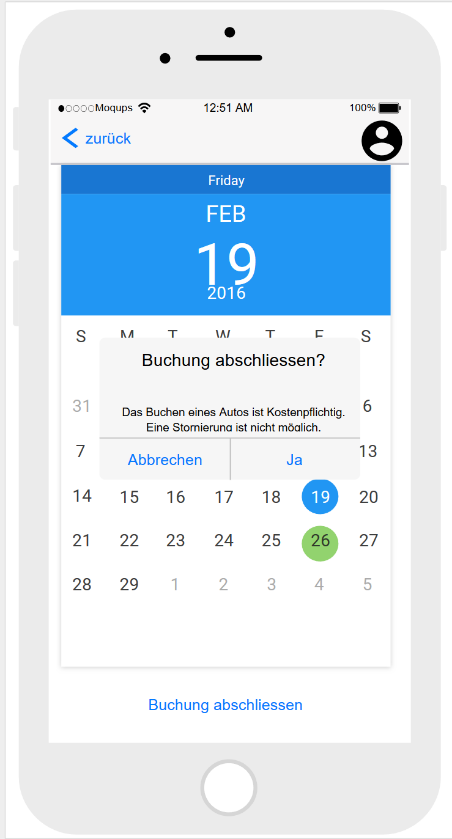 ●○○○○Moqups 12:51 AM 100%
zurück
Friday
FEB
19
2016
S M T W T F S
Buchung abschliessen?
31 6
Das Buchen eines Autos ist Kostenpflichtig.
Eine Stornierung ist nicht möglich.
7 13
Abbrechen Ja
14 15 16 17 18 19 20
21 22 23 24 25 26 27
28 29 1 2 3 4 5
Buchung abschliessen